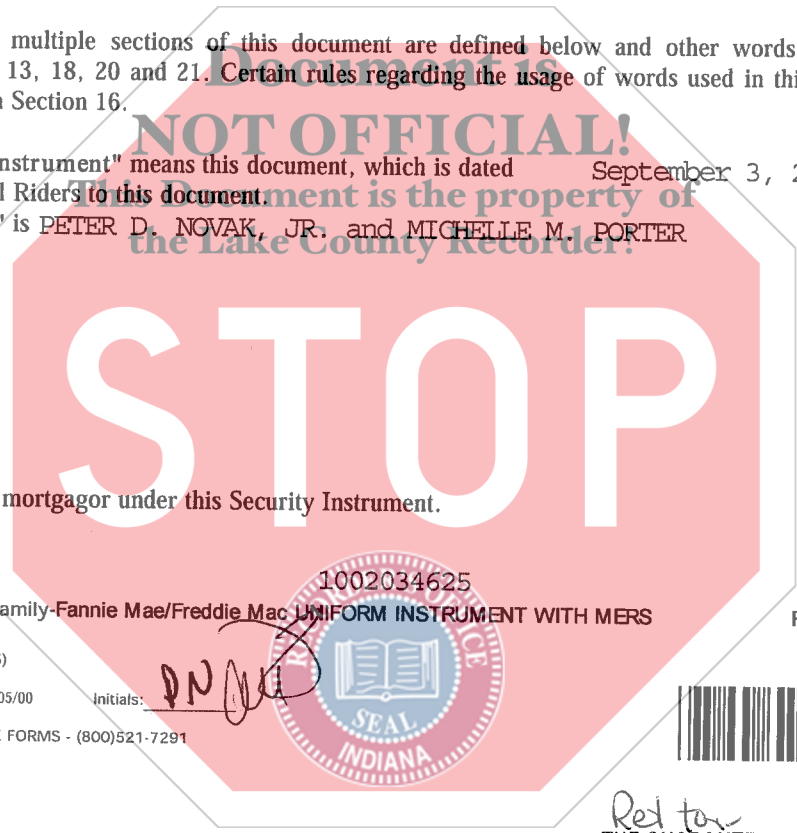 multiple sections of this document are defined below and other words
13, 18, 20 and 21. Certain rules regarding the usage of words used in thi
Section 16.
Document is
NOT OFFICIAL!
This Document is the property of
the Lake County Recorder!
nstrument" means this document, which is dated September 3, 2
l Riders to this document.
" is PETER D. NOVAK, JR. and MICHELLE M. PORTER
STOP
mortgagor under this Security Instrument.
1002034625
amily-Fannie Mae/Freddie Mac UNIFORM INSTRUMENT WITH MERS
05/00 Initials: PN
FORMS - (800)521-7291
RECORDER'S OFFICE
SEAL
INDIANA